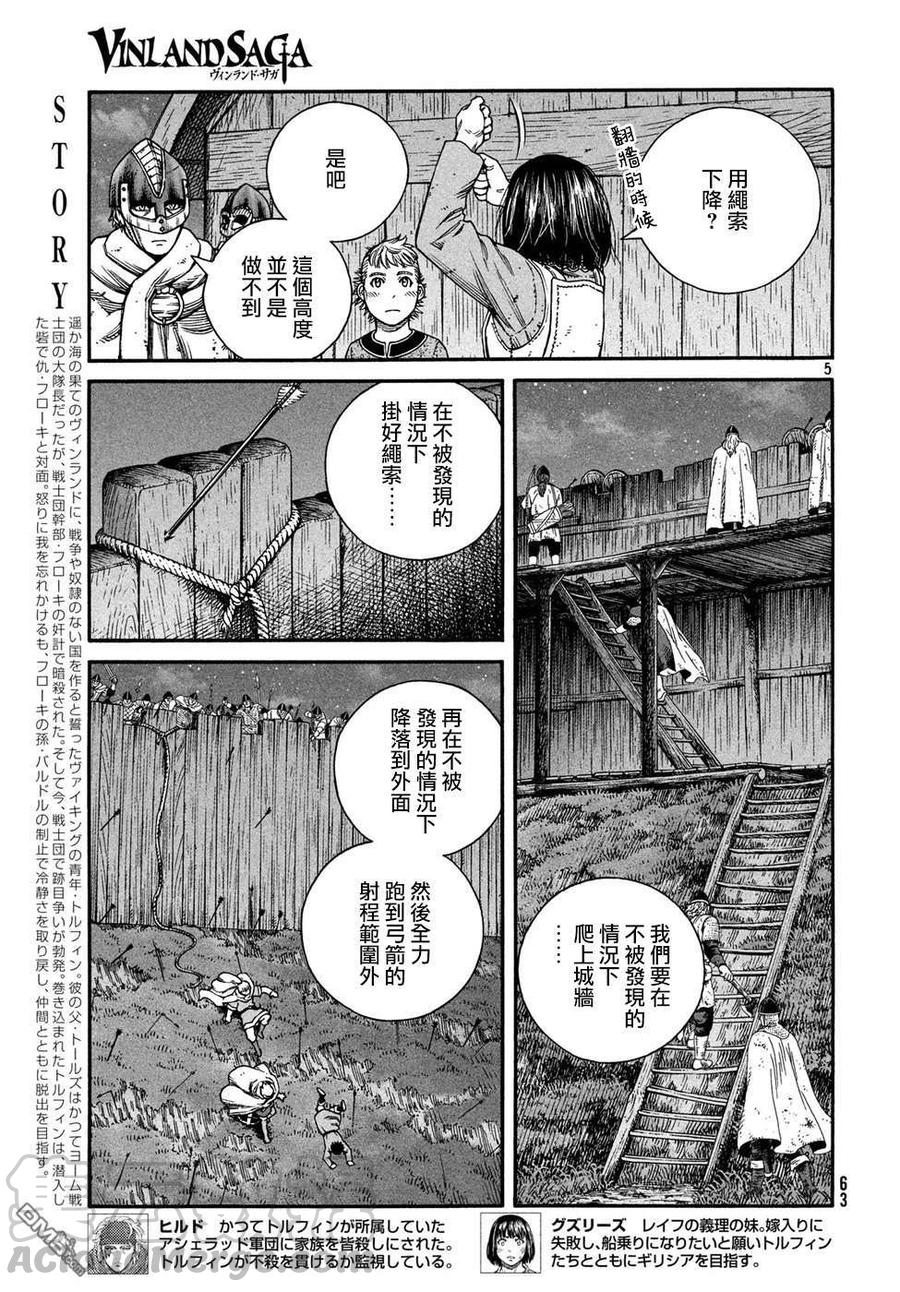 VINLAND SAGA
ヴィンランド・サガ
用繩索
下降？
翻牆的時候
是吧
這個高度
並不是
做不到
5
我們要在
不被發現的
情況下
爬上城牆
……
在不被發現的
情況下
掛好繩索……
再在不被
發現的情況下
降落到外面
然後全力
跑到弓箭的
射程範圍外
STORY
遥か海の果てのヴィンランドに、戦争や奴隷のない国を作ると誓ったヴァイキングの青年・トルフィン。彼の父・トールズはかつてヨーム戦
士団の大隊長だったが、戦士団幹部・フローキの奸計で暗殺された。そして今、戦士団で跡目争いが勃発。巻き込まれたトルフィンは、潜入し
た砦で仇・フローキと対面。怒りに我を忘れかけるも、フローキの孫・バルドルの制止で冷静さを取り戻し、仲間とともに脱出を目指す。
63
ヒルド かつてトルフィンが所属していた
アシェラッド軍団に家族を皆殺しにされた。
トルフィンが不殺を貫けるか監視している。
グズリーズ レイフの義理の妹。嫁入りに
失敗し、船乗りになりたいと願いトルフィン
たちとともにギリシアを目指す。